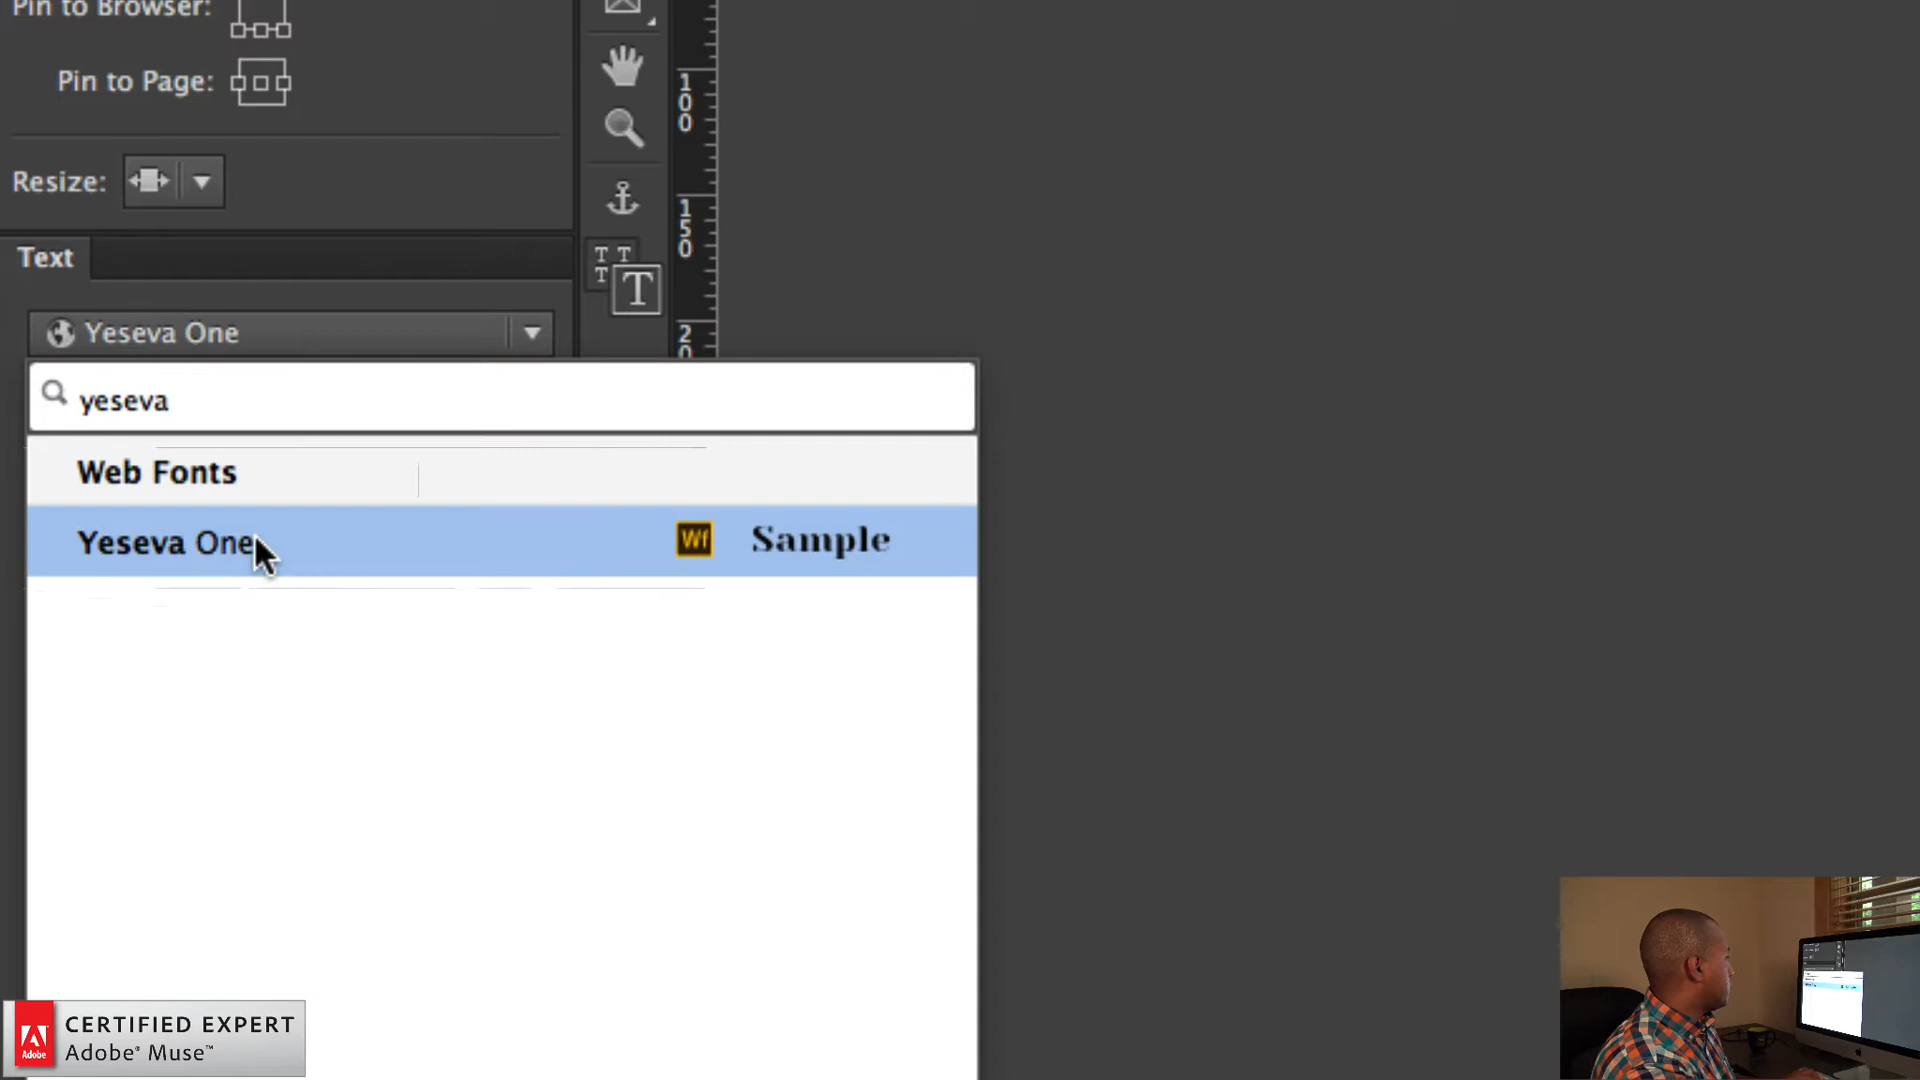 Pin to Browser:
Pin to Page:
Resize:
100
150
20
Text
T T
T T
Yeseva One
yeseva
Web Fonts
Yeseva One Wf Sample
CERTIFIED EXPERT
Adobe® Muse™
Adobe